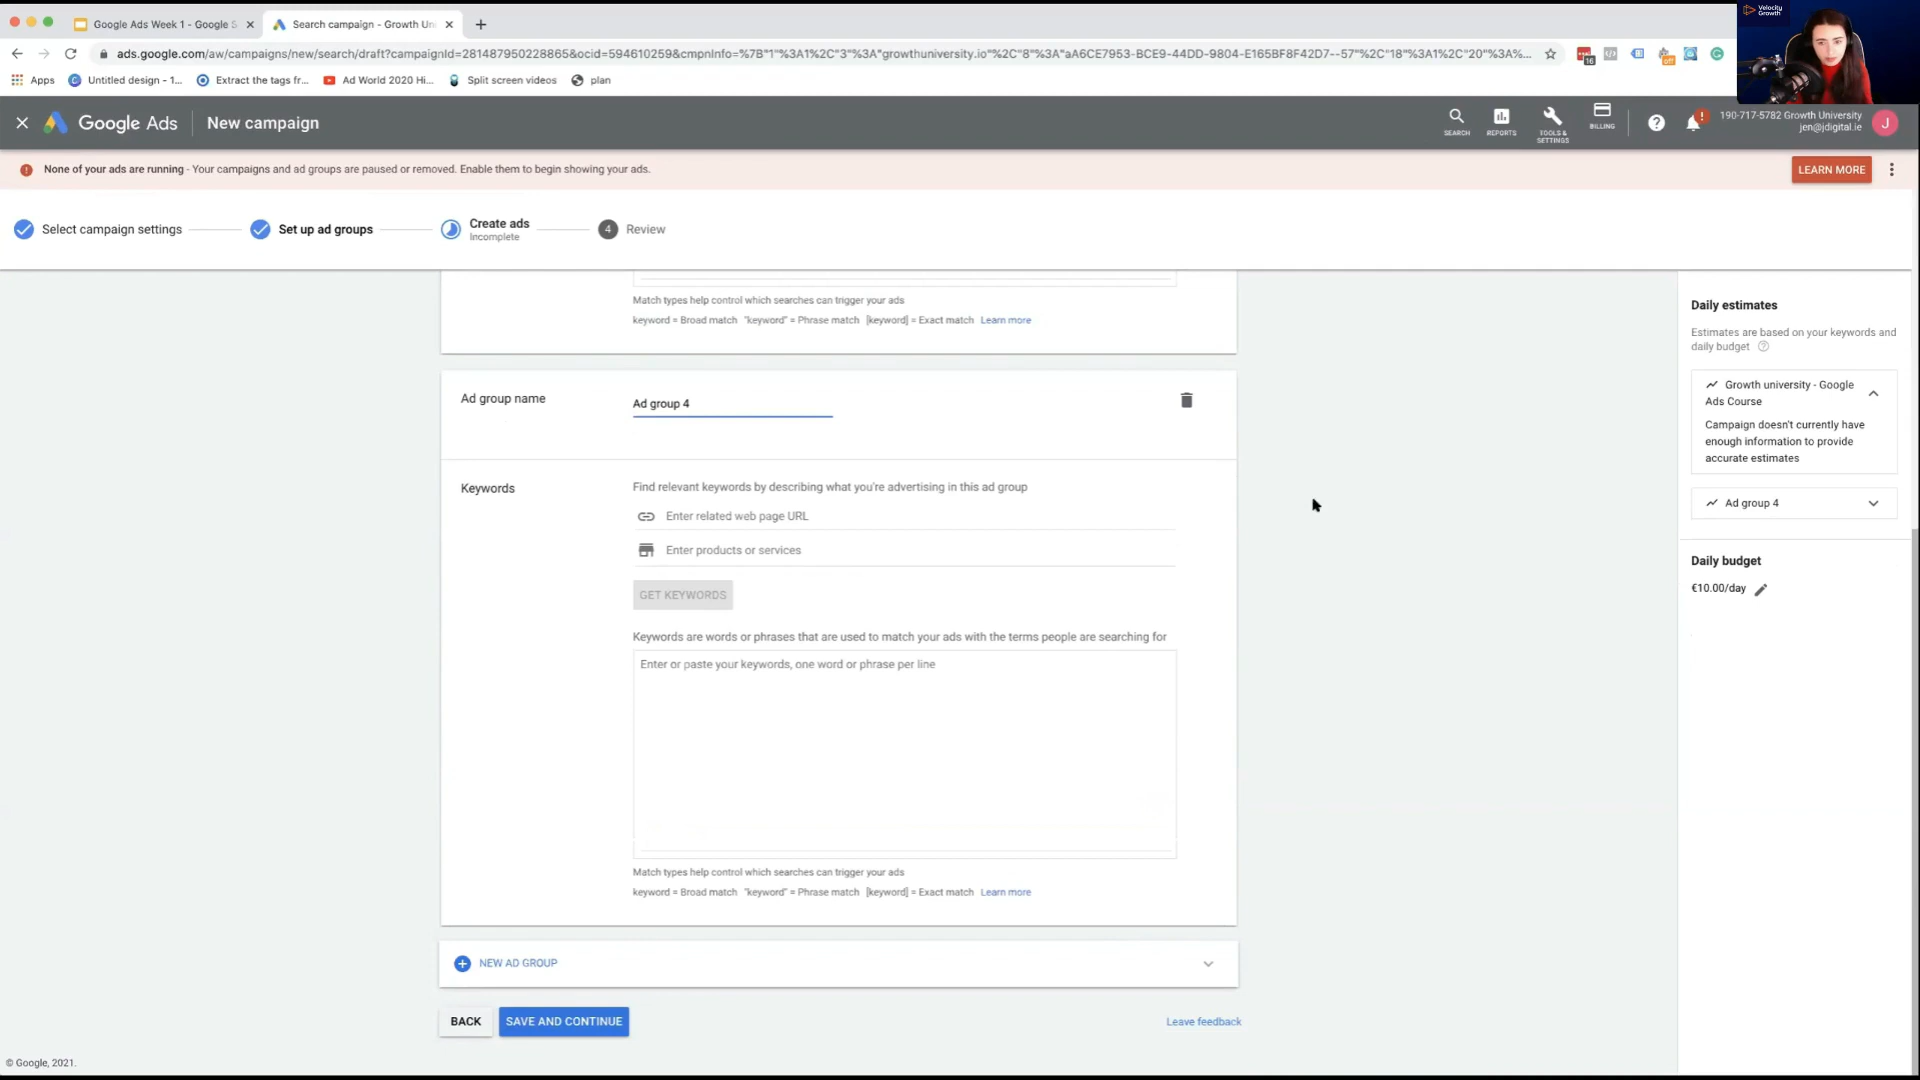 Google Ads Week 1 - Google S
Search campaign - Growth Un
ads.google.com/aw/campaigns/new/search/draft?campaignId=281487950228865&ocid=594610259&cmpnInfo=%7B"1"%3A1%2C"3"%3A"growthuniversity.io"%2C"8"%3A"aA6CE7953-BCE9-44DD-9804-E165BF8F42D7--57"%2C"18"%3A1%2C"20"%3A%...
Apps
Untitled design - 1...
Extract the tags fr...
Ad World 2020 Hi...
Split screen videos
plan
16
off
Velocity
Growth
Google Ads
New campaign
SEARCH
REPORTS
TOOLS &
SETTINGS
BILLING
?
!
190-717-5782 Growth University
jen@jdigital.ie
J
None of your ads are running - Your campaigns and ad groups are paused or removed. Enable them to begin showing your ads.
LEARN MORE
Select campaign settings
Set up ad groups
Create ads
Incomplete
4
Review
Match types help control which searches can trigger your ads
keyword = Broad match "keyword" = Phrase match [keyword] = Exact match Learn more
Ad group name
Ad group 4
Keywords
Find relevant keywords by describing what you're advertising in this ad group
Enter related web page URL
Enter products or services
GET KEYWORDS
Keywords are words or phrases that are used to match your ads with the terms people are searching for
Enter or paste your keywords, one word or phrase per line
Match types help control which searches can trigger your ads
keyword = Broad match "keyword" = Phrase match [keyword] = Exact match Learn more
NEW AD GROUP
BACK
SAVE AND CONTINUE
Leave feedback
© Google, 2021.
Daily estimates
Estimates are based on your keywords and
daily budget
Growth university - Google
Ads Course
Campaign doesn't currently have
enough information to provide
accurate estimates
Ad group 4
Daily budget
€10.00/day